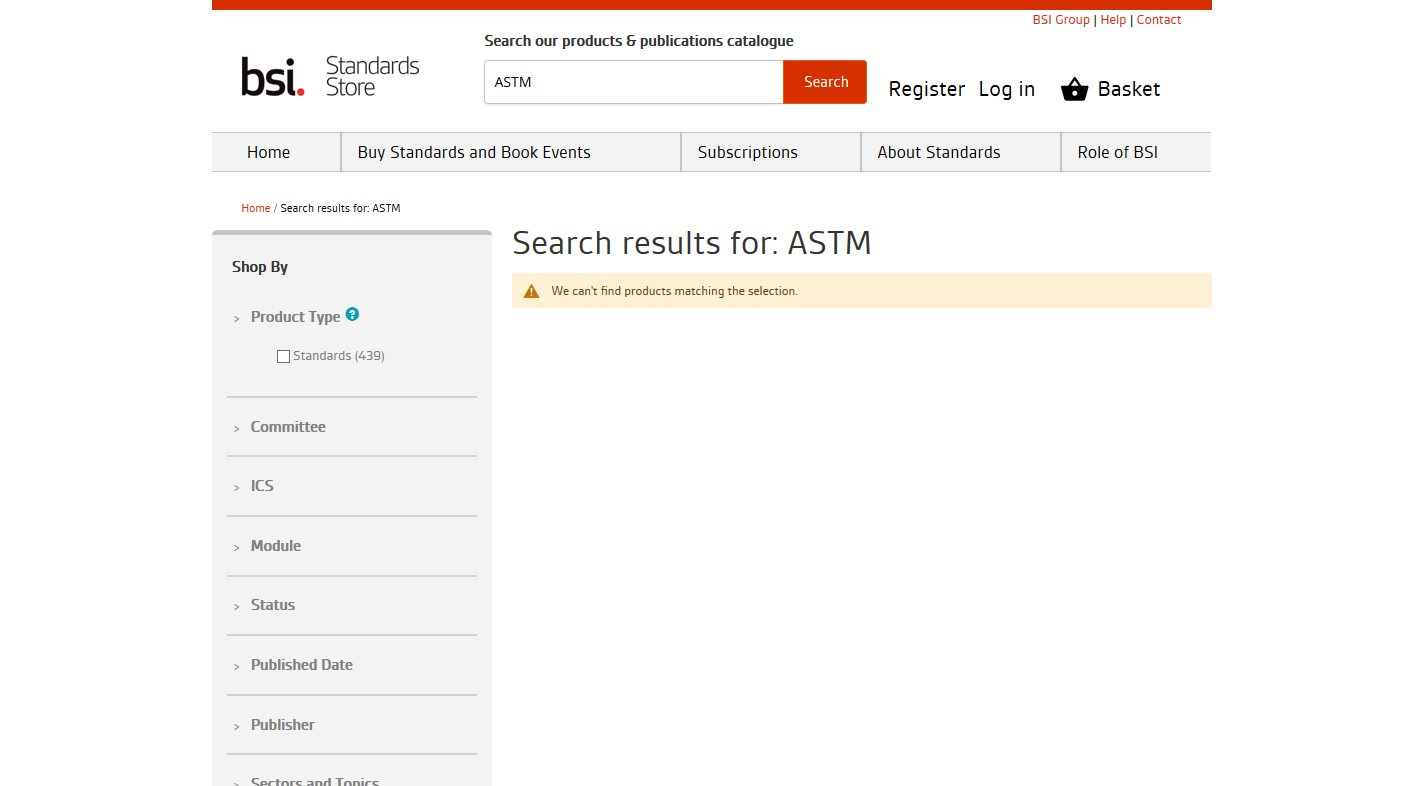 BSI Group | Help | Contact
Search our products & publications catalogue
bsi. Standards Store
ASTM
Search
Register Log in Basket
Home Buy Standards and Book Events Subscriptions About Standards Role of BSI
Home / Search results for: ASTM
Search results for: ASTM
We can't find products matching the selection.
Shop By
> Product Type ?
Standards (439)
> Committee
> ICS
> Module
> Status
> Published Date
> Publisher
> Sectors and Topics